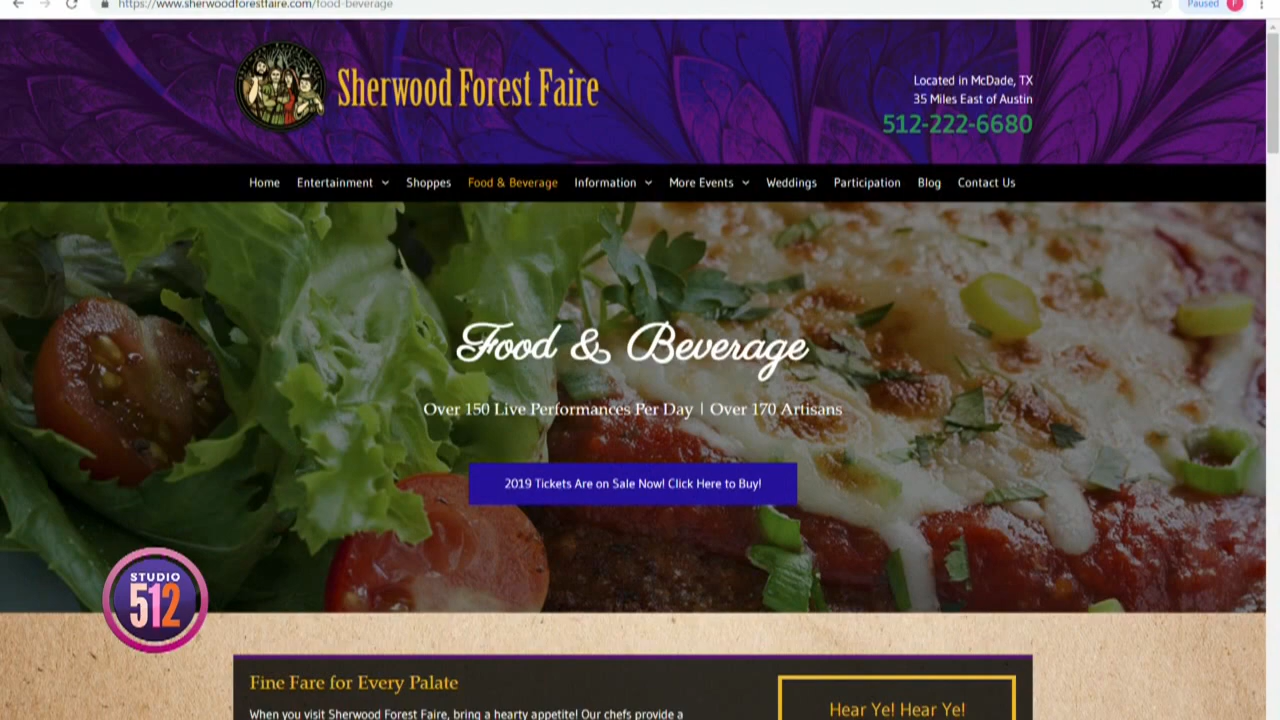 https://www.sherwoodforestfaire.com/food-beverage
Paused
Sherwood Forest Faire
Located in McDade, TX
35 Miles East of Austin
512-222-6680
Home Entertainment Shoppes Food & Beverage Information More Events Weddings Participation Blog Contact Us
Food & Beverage
Over 150 Live Performances Per Day | Over 170 Artisans
2019 Tickets Are on Sale Now! Click Here to Buy!
STUDIO
512
Fine Fare for Every Palate
When you visit Sherwood Forest Faire, bring a hearty appetite! Our chefs provide a
Hear Ye! Hear Ye!